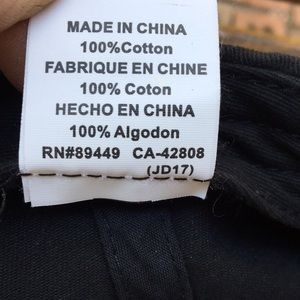 MADE IN CHINA
100%Cotton
FABRIQUE EN CHINE
100% Coton
HECHO EN CHINA
100% Algodon
RN#89449 CA-42808
(JD17)